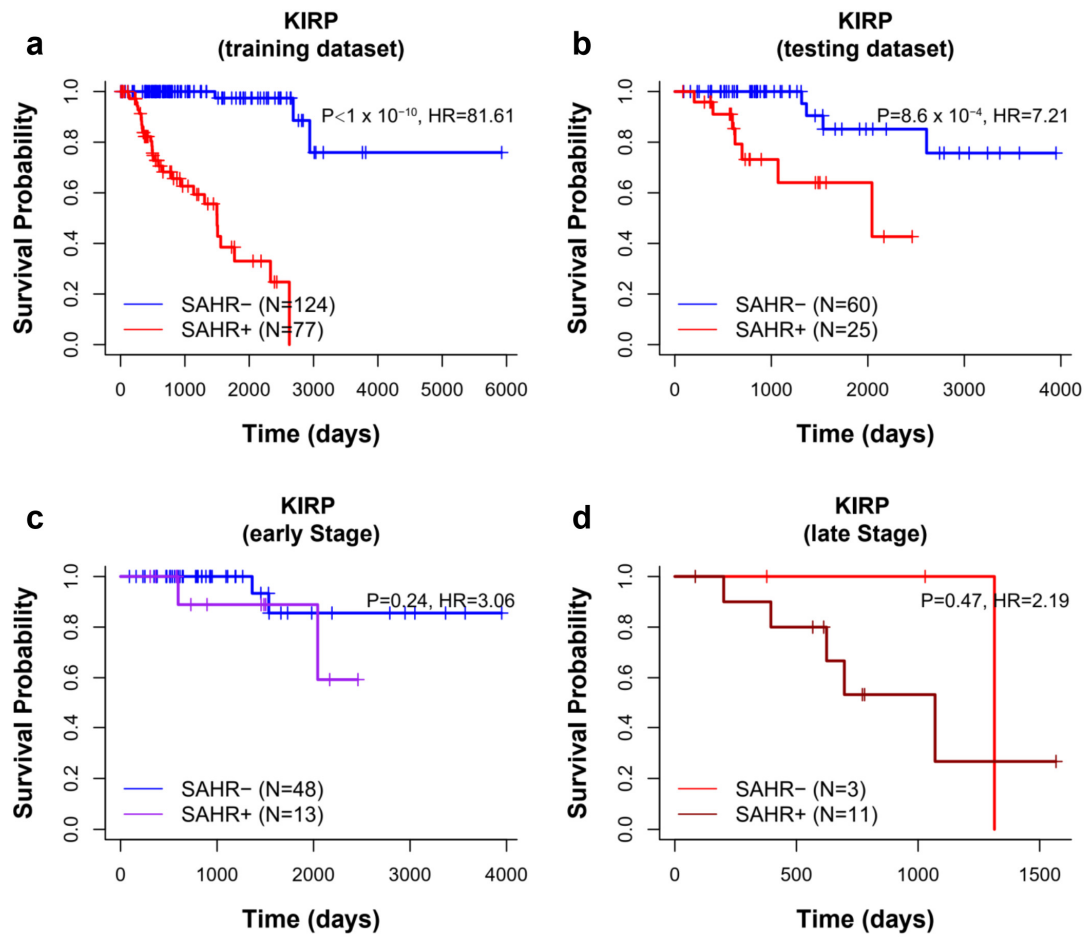 a
KIRP
(training dataset)
P<1 x 10⁻¹⁰, HR=81.61
Survival Probability
0.0 0.2 0.4 0.6 0.8 1.0
SAHR− (N=124)
SAHR+ (N=77)
0 1000 2000 3000 4000 5000 6000
Time (days)
b
KIRP
(testing dataset)
P=8.6 x 10⁻⁴, HR=7.21
Survival Probability
0.0 0.2 0.4 0.6 0.8 1.0
SAHR− (N=60)
SAHR+ (N=25)
0 1000 2000 3000 4000
Time (days)
c
KIRP
(early Stage)
P=0.24, HR=3.06
Survival Probability
0.0 0.2 0.4 0.6 0.8 1.0
SAHR− (N=48)
SAHR+ (N=13)
0 1000 2000 3000 4000
Time (days)
d
KIRP
(late Stage)
P=0.47, HR=2.19
Survival Probability
0.0 0.2 0.4 0.6 0.8 1.0
SAHR− (N=3)
SAHR+ (N=11)
0 500 1000 1500
Time (days)